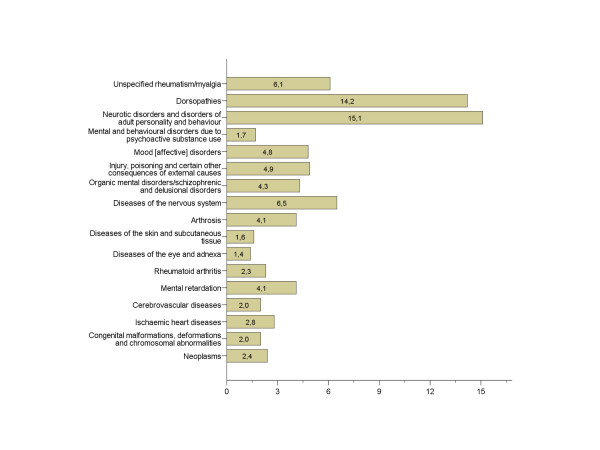 Unspecified rheumatism/myalgia
6,1
Dorsopathies
14,2
Neurotic disorders and disorders of
adult personality and behaviour
15,1
Mental and behavioural disorders due to
psychoactive substance use
1,7
Mood [affective] disorders
4,8
Injury, poisoning and certain other
consequences of external causes
4,9
Organic mental disorders/schizophrenic
and delusional disorders
4,3
Diseases of the nervous system
6,5
Arthrosis
4,1
Diseases of the skin and subcutaneous
tissue
1,6
Diseases of the eye and adnexa
1,4
Rheumatoid arthritis
2,3
Mental retardation
4,1
Cerebrovascular diseases
2,0
Ischaemic heart diseases
2,8
Congenital malformations, deformations
and chromosomal abnormalities
2,0
Neoplasms
2,4
0 3 6 9 12 15